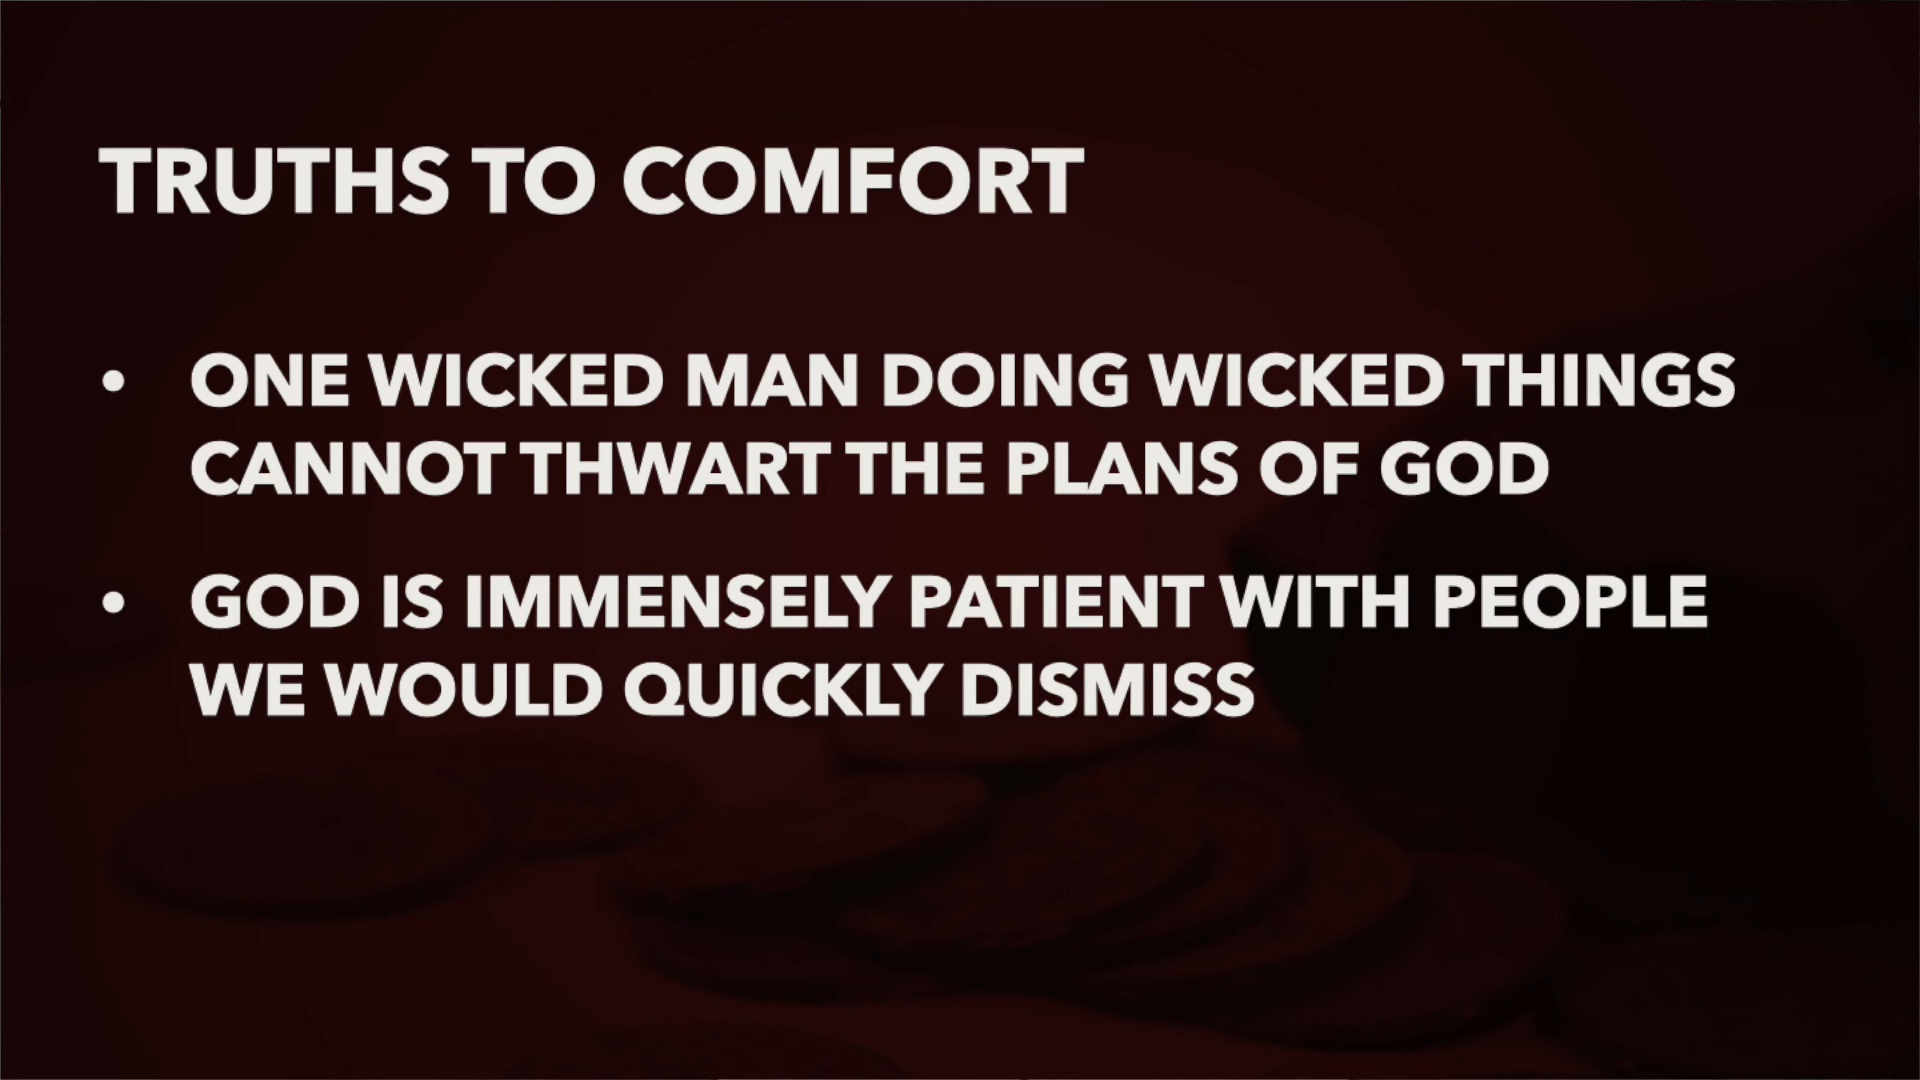 TRUTHS TO COMFORT
• ONE WICKED MAN DOING WICKED THINGS
CANNOT THWART THE PLANS OF GOD
• GOD IS IMMENSELY PATIENT WITH PEOPLE
WE WOULD QUICKLY DISMISS